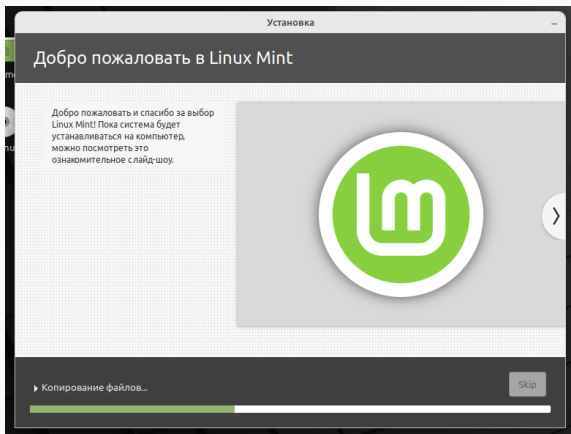 Установка
Добро пожаловать в Linux Mint
Добро пожаловать и спасибо за выбор
Linux Mint! Пока система будет
устанавливаться на компьютер,
можно посмотреть это
ознакомительное слайд-шоу.
Копирование файлов...
Skip